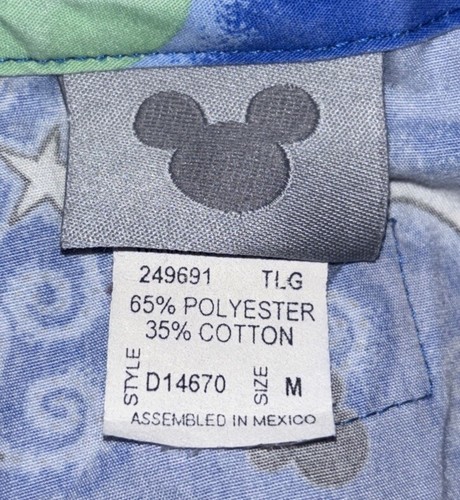 249691 TLG
65% POLYESTER
35% COTTON
STYLE D14670 SIZE M
ASSEMBLED IN MEXICO